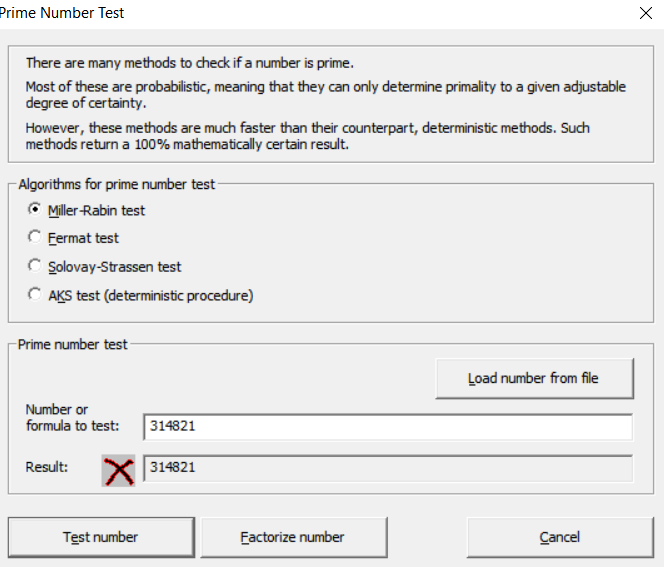 Prime Number Test
There are many methods to check if a number is prime.
Most of these are probabilistic, meaning that they can only determine primality to a given adjustable
degree of certainty.
However, these methods are much faster than their counterpart, deterministic methods. Such
methods return a 100% mathematically certain result.
Algorithms for prime number test
Miller-Rabin test
Fermat test
Solovay-Strassen test
AKS test (deterministic procedure)
Prime number test
Load number from file
Number or
formula to test:
314821
Result:
314821
Test number
Factorize number
Cancel